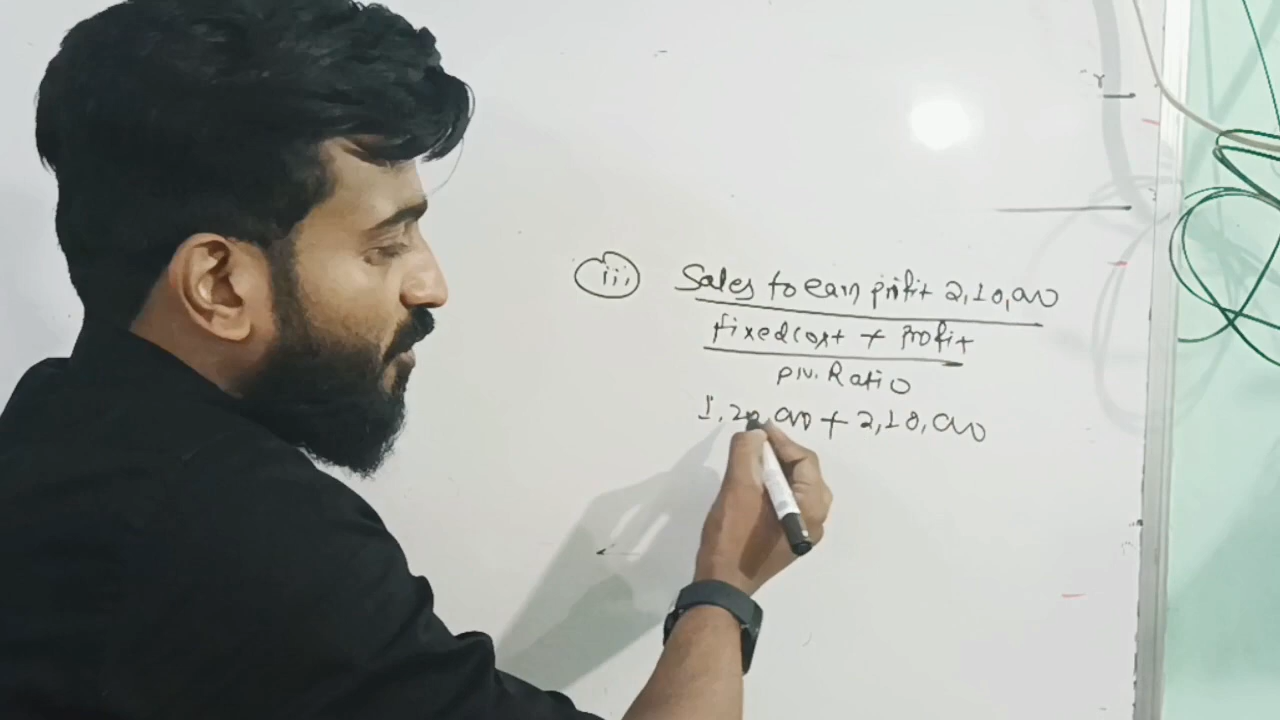 iii, Sales to earn profit 2,10,000
fixed cost + Profit
P/V. Ratio
1,20,000 + 2,10,000